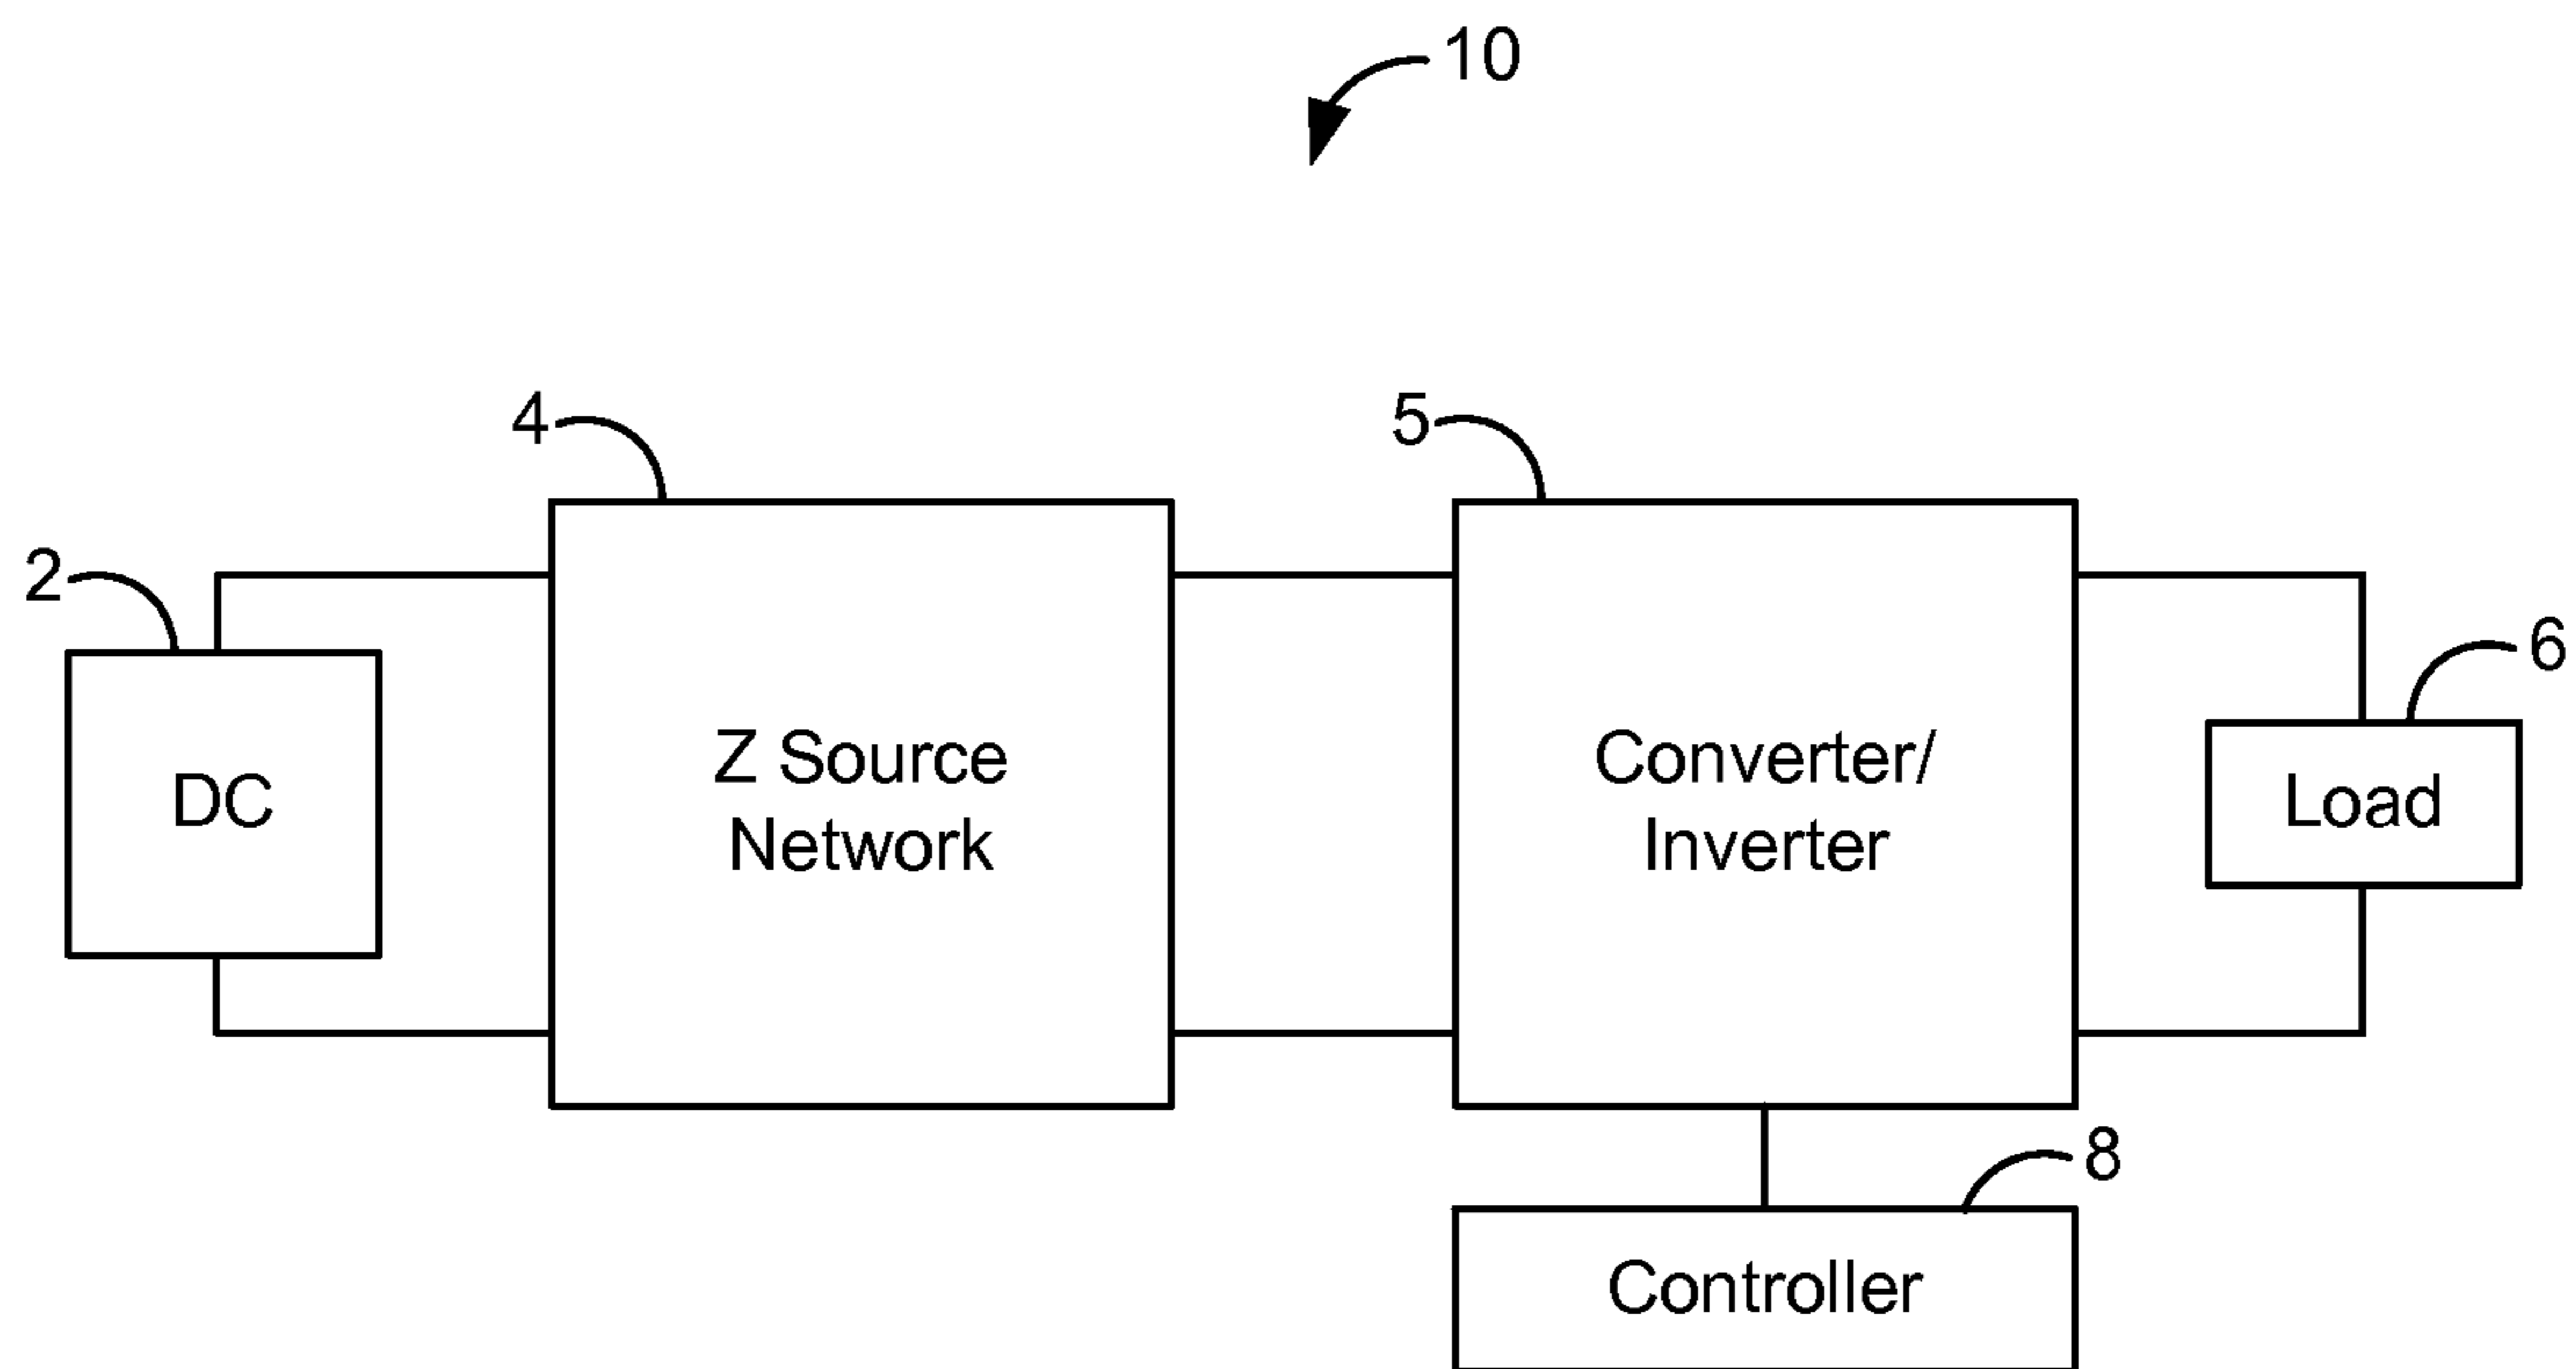 10
4
5
2
6
Z Source
Network
Converter/
Inverter
DC
Load
8
Controller